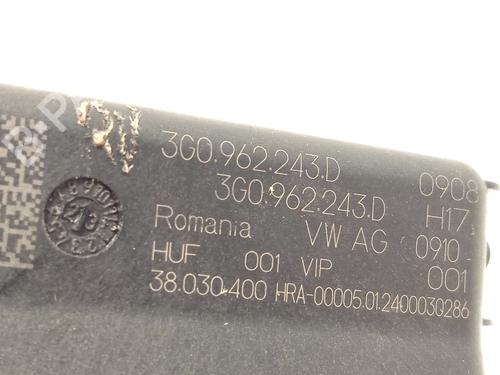 3G0.962.243.D 0908
3G0.962.243.D H17
Romania VW AG 0910
HUF 001 VIP 001
38.030.400 HRA-00005.01.2400030286